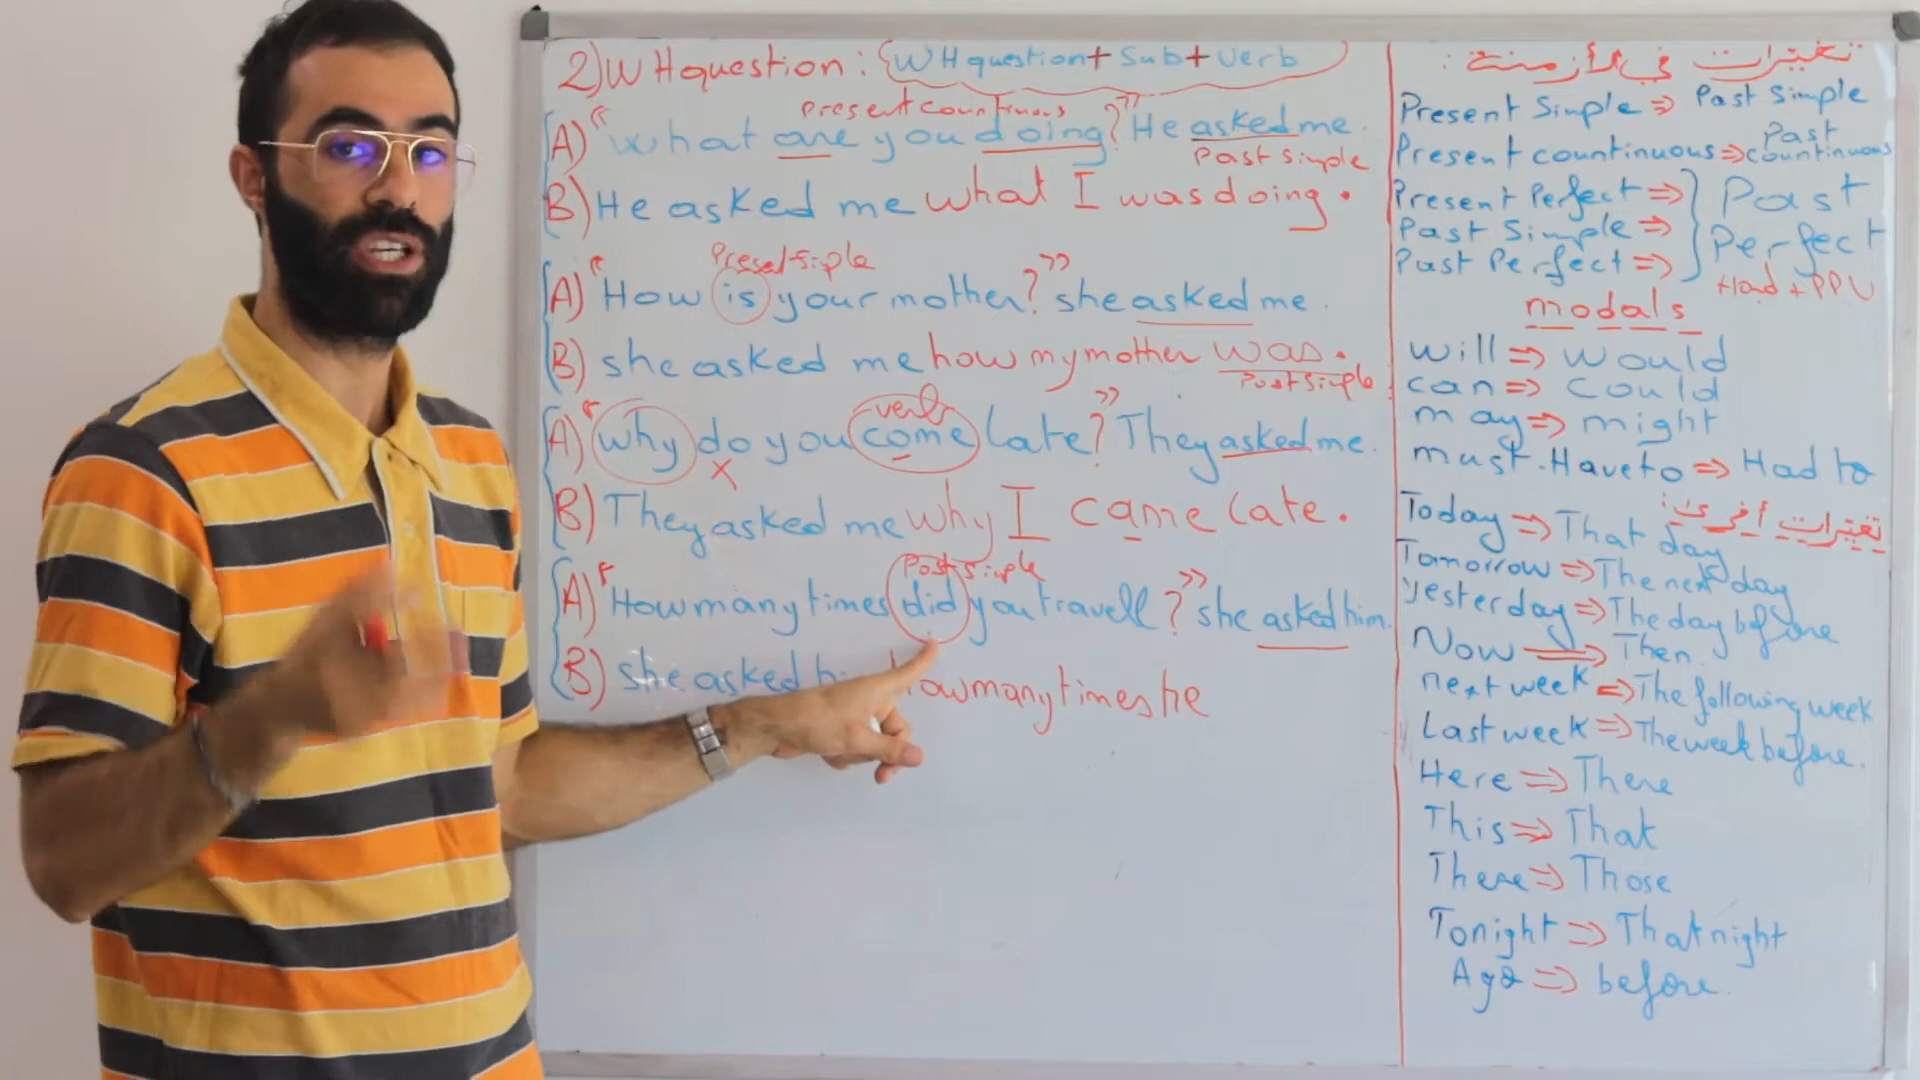 2) WH question : { WH question + Sub + verb
Present countinuous
A) "What are you doing?" He asked me.
Past simple
B) He asked me what I was doing.
Presetsiple
A) "How is your mother?" she asked me.
B) she asked me how my mother was.
Past simple
verb
A) "why do you come late?" They asked me.
X
B) They asked me why I came late.
Past simple
A) "How many times did you travell?" she asked him.
B) she asked how many times he
تغيرات في الأزمنة :
Present Simple => Past Simple
Present countinuous => Past countinuous
Present Perfect =>
Past Simple =>
Past Perfect =>
} Past Perfect
Had + PPV
modals
will => would
can => could
may => might
must. Have to => Had to
تغيرات أخرى :
Today => That day
Tomorrow => The next day
yesterday => The day before
Now => Then
next week => The following week
Last week => The week before.
Here => There
This => That
These => Those
Tonight => That night
Ago => before.